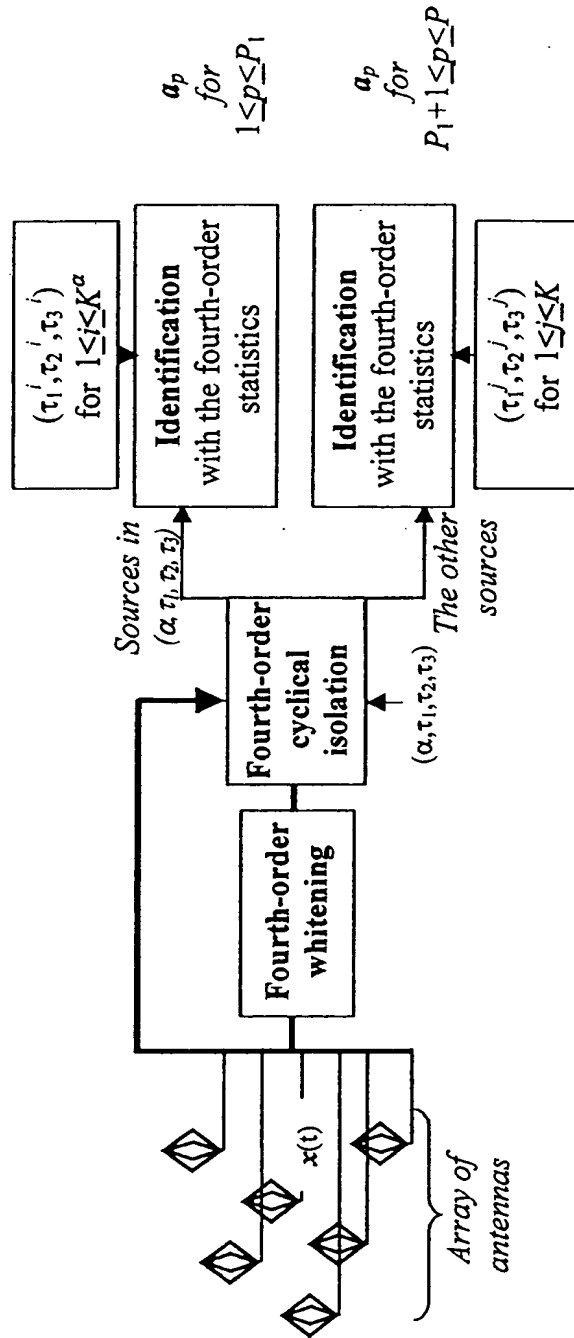 x(t)
Array of
antennas
Fourth-order
whitening
Fourth-order
cyclical
isolation
(α,τ₁,τ₂,τ₃)
Sources in
(α,τ₁,τ₂,τ₃)
The other
sources
(τ₁ⁱ,τ₂ⁱ,τ₃ⁱ)
for 1≤i≤K^α
Identification
with the fourth-order
statistics
Identification
with the fourth-order
statistics
(τ₁ʲ,τ₂ʲ,τ₃ʲ)
for 1≤j≤K
aₚ
for
1≤p≤P₁
aₚ
for
P₁+1≤p≤P